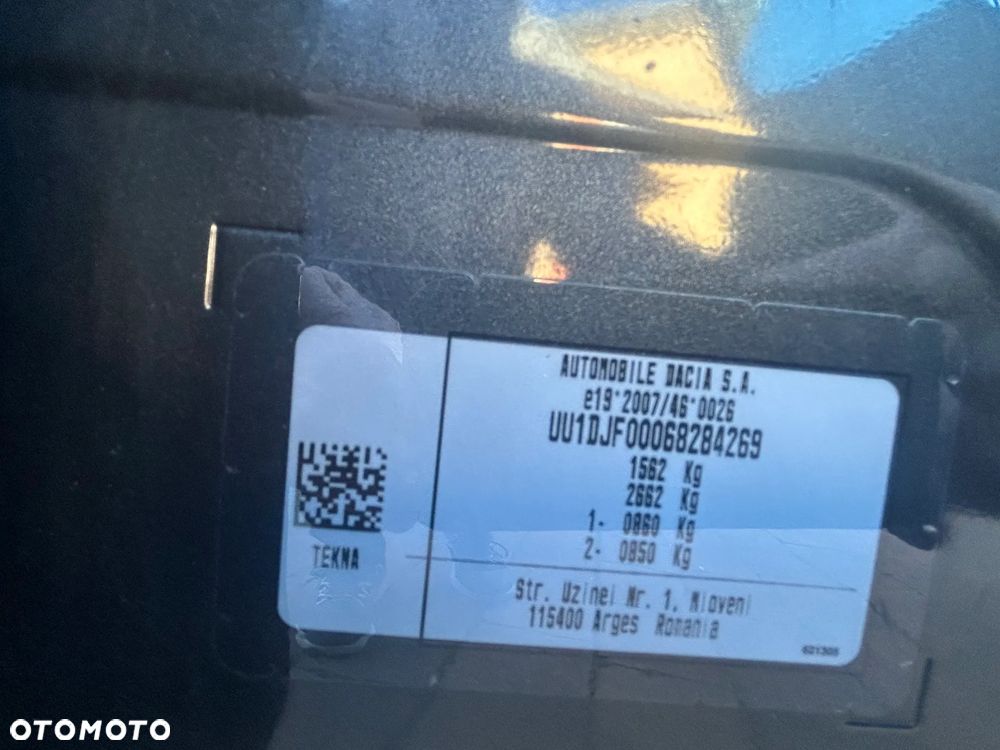 AUTOMOBILE DACIA S.A.
e19*2007/46*0026
UU1DJF00068284269
1562 Kg
2662 Kg
1- 0860 Kg
2- 0850 Kg
TEKNA
Str. Uzinei Nr. 1, Mioveni
115400 Arges Romania
621305
OTOMOTO